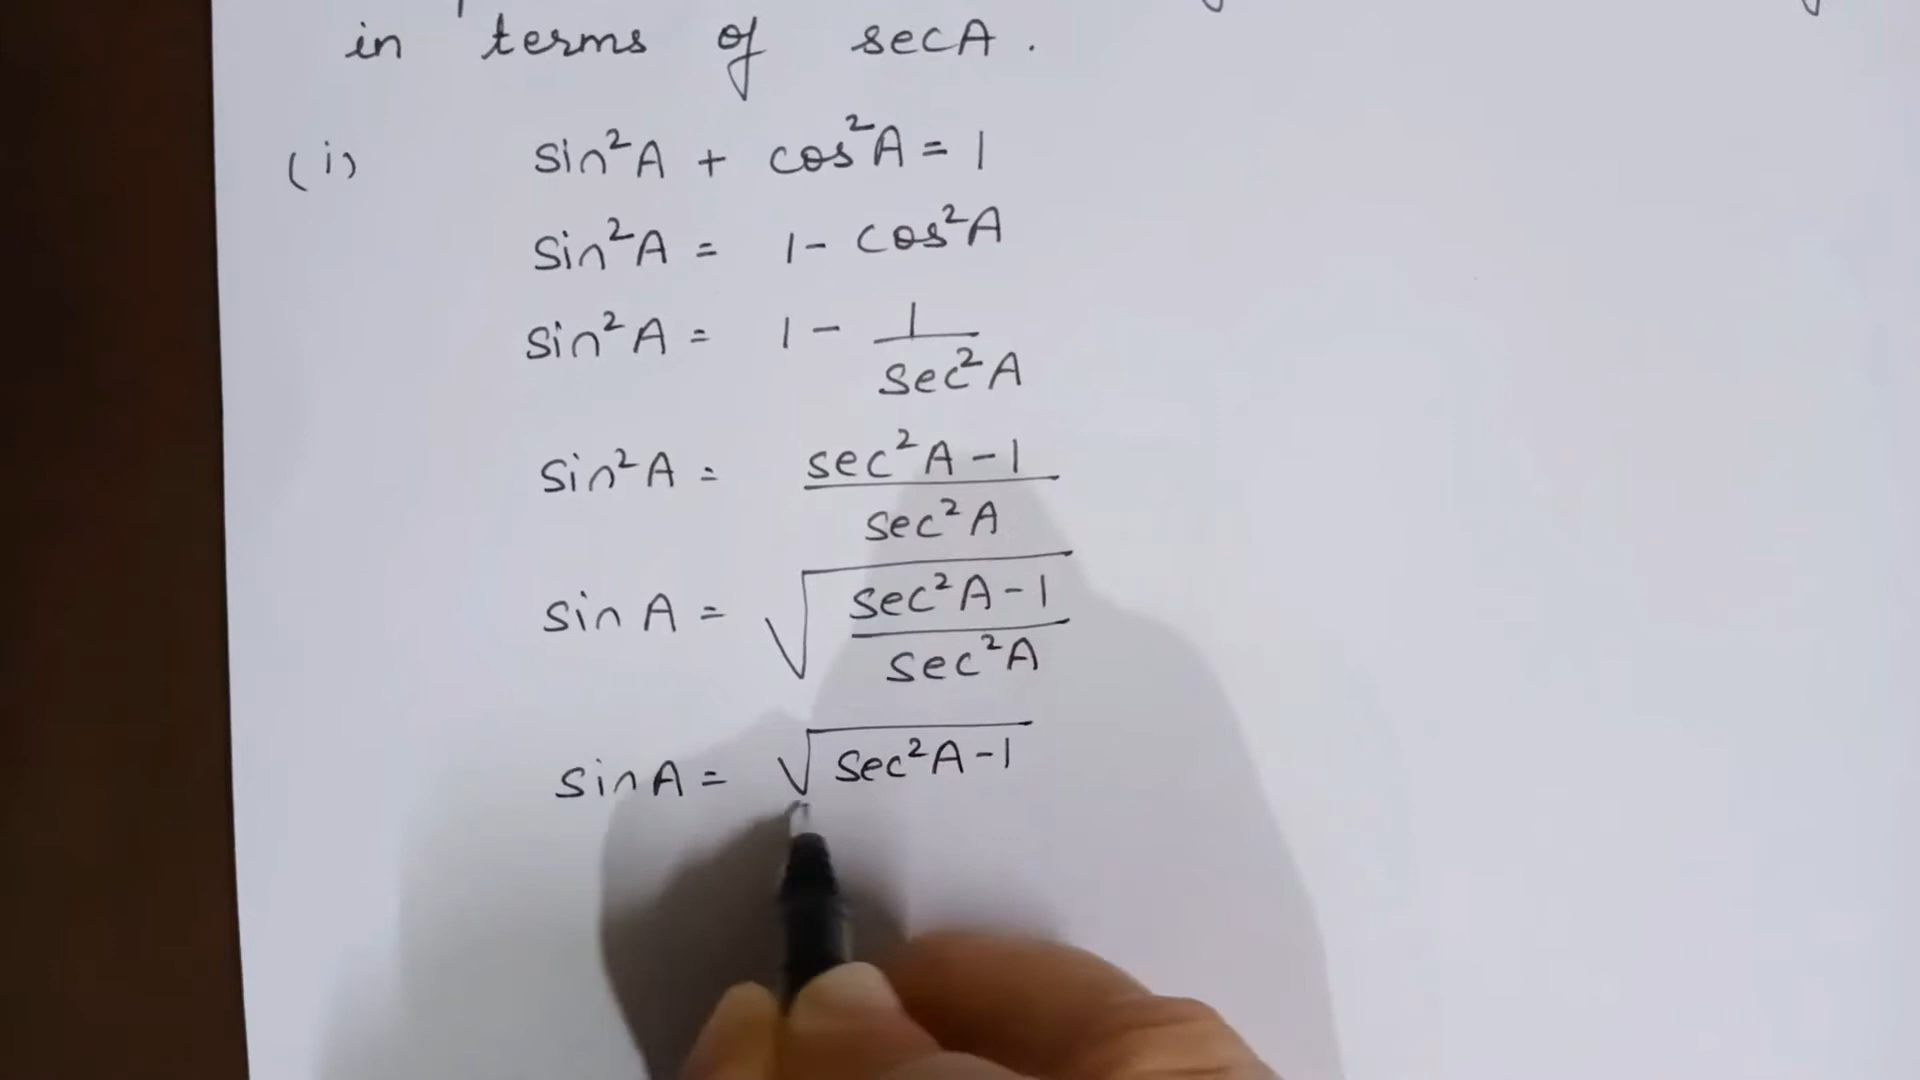 in terms of secA.
(i) sin²A + cos²A = 1
sin²A = 1 - cos²A
sin²A = 1 - 1/sec²A
sin²A = sec²A - 1/sec²A
sin A = √sec²A - 1/sec²A
sinA = √sec²A - 1